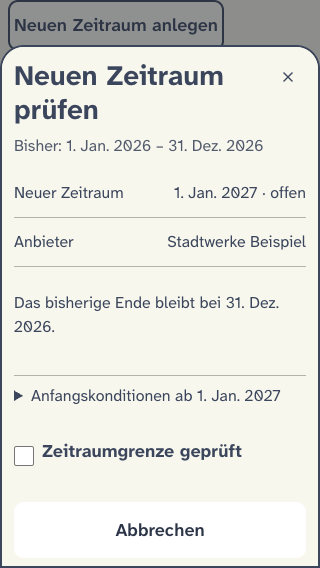 Neuen Zeitraum anlegen
Neuen Zeitraum
prüfen
×
Bisher: 1. Jan. 2026 – 31. Dez. 2026
Neuer Zeitraum 1. Jan. 2027 · offen
Anbieter Stadtwerke Beispiel
Das bisherige Ende bleibt bei 31. Dez.
2026.
Anfangskonditionen ab 1. Jan. 2027
Zeitraumgrenze geprüft
Abbrechen